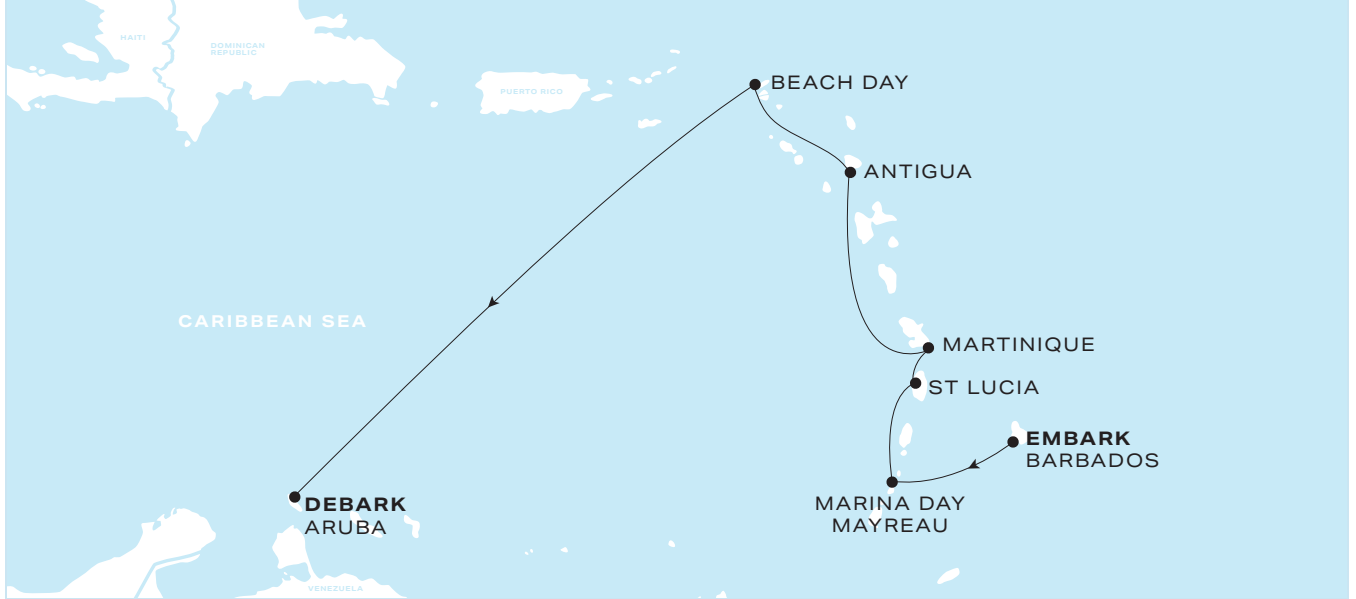 HAITI
DOMINICAN
REPUBLIC
PUERTO RICO
BEACH DAY
ANTIGUA
CARIBBEAN SEA
MARTINIQUE
ST LUCIA
EMBARK
BARBADOS
MARINA DAY
MAYREAU
DEBARK
ARUBA
VENEZUELA